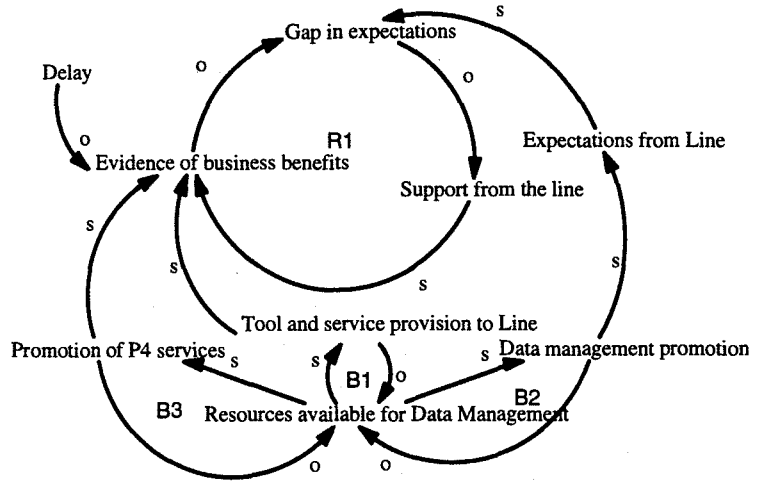 s
Gap in expectations
o
o
Delay
R1
o
Expectations from Line
Evidence of business benefits
Support from the line
s
s
s
s
Tool and service provision to Line
Promotion of P4 services
s
s
o
s
Data management promotion
B1
B2
B3
Resources available for Data Management
o
o